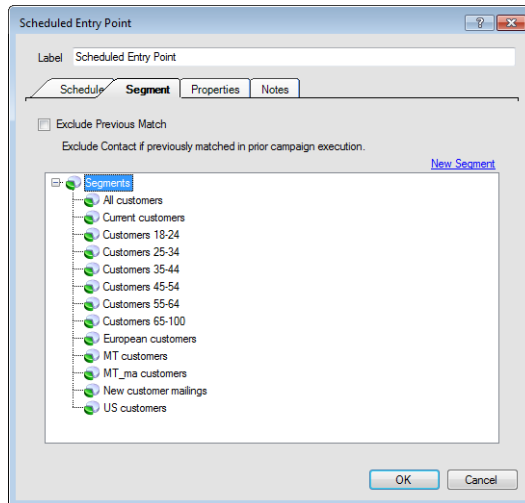 Scheduled Entry Point
Label Scheduled Entry Point
Schedule Segment Properties Notes
Exclude Previous Match
Exclude Contact if previously matched in prior campaign execution.
New Segment
Segments
All customers
Current customers
Customers 18-24
Customers 25-34
Customers 35-44
Customers 45-54
Customers 55-64
Customers 65-100
European customers
MT customers
MT_ma customers
New customer mailings
US customers
OK Cancel